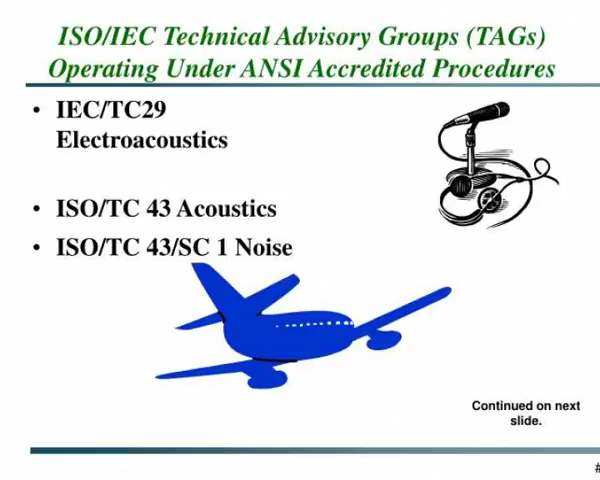 ISO/IEC Technical Advisory Groups (TAGs)
Operating Under ANSI Accredited Procedures
• IEC/TC29
Electroacoustics
• ISO/TC 43 Acoustics
• ISO/TC 43/SC 1 Noise
Continued on next
slide.
#